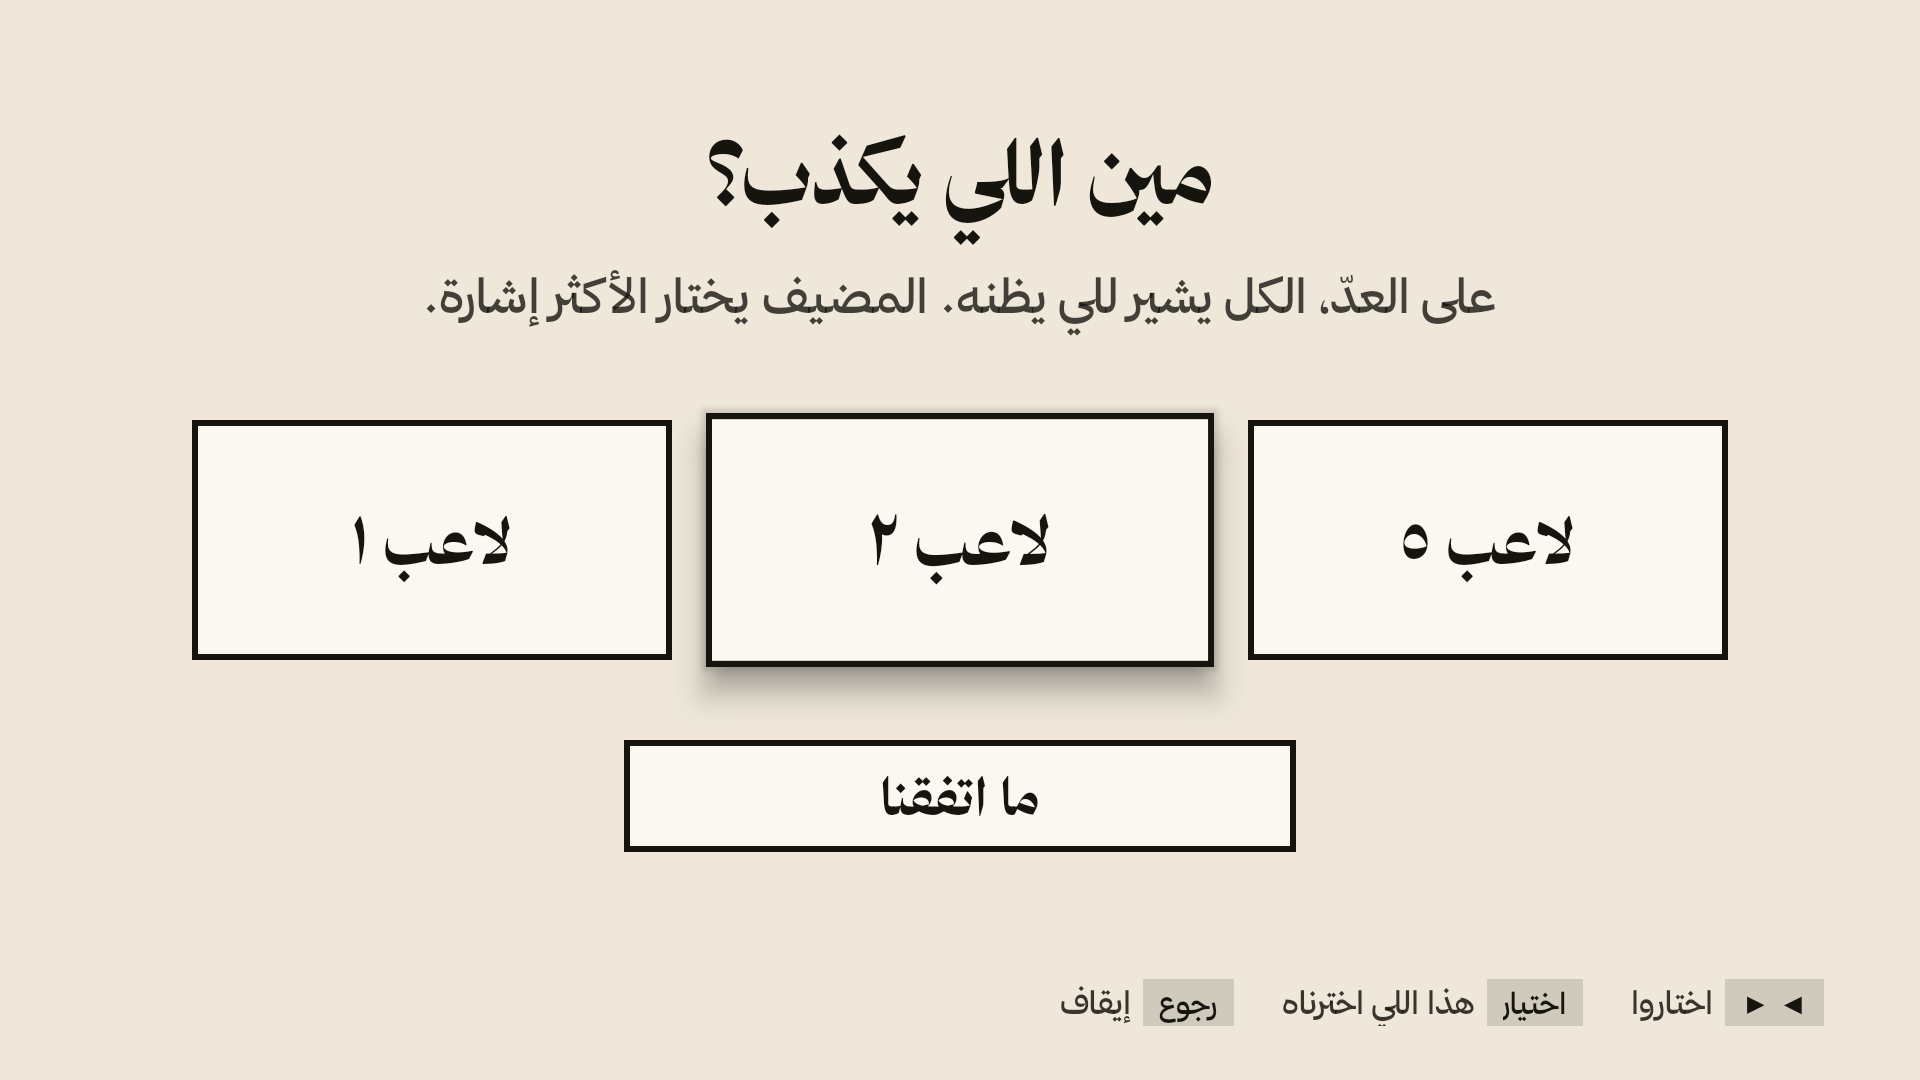 مين اللي يكذب؟
على العدّ، الكل يشير للي يظنه. المضيف يختار الأكثر إشارة.
لاعب ٥
لاعب ٢
لاعب ١
ما اتفقنا
◄ ► اختاروا اختيار هذا اللي اخترناه رجوع إيقاف